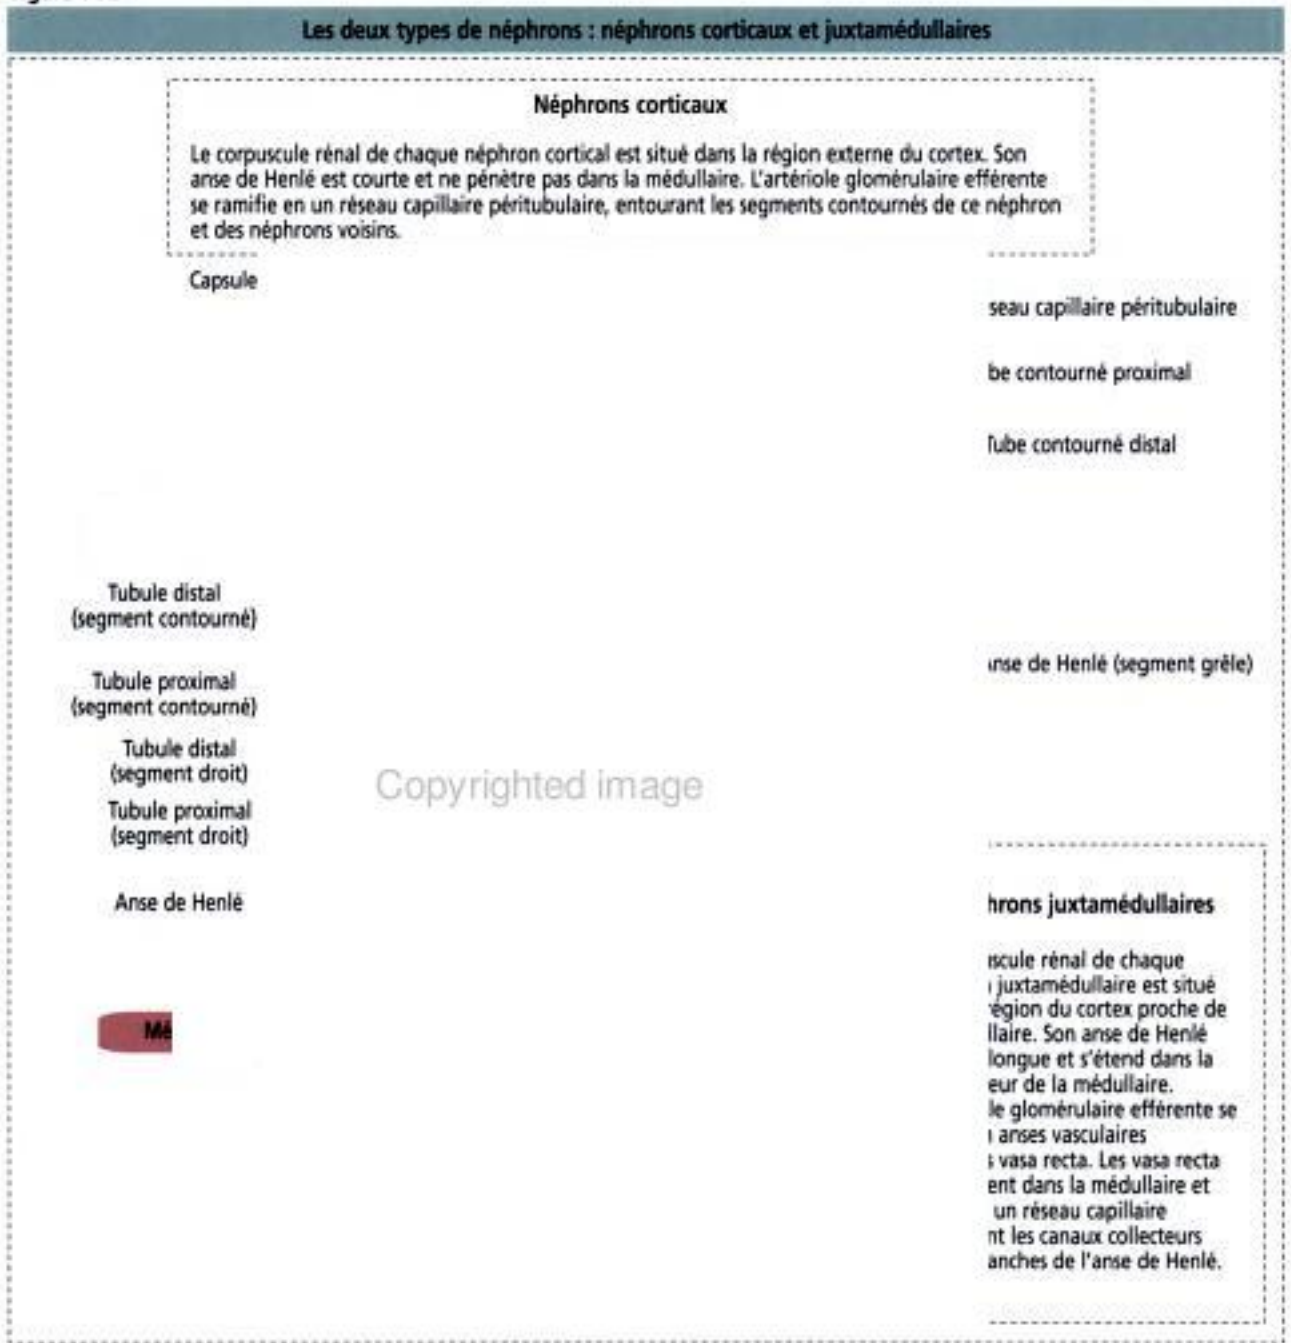 Les deux types de néphrons : néphrons corticaux et juxtamédullaires
Néphrons corticaux
Le corpuscule rénal de chaque néphron cortical est situé dans la région externe du cortex. Son
anse de Henlé est courte et ne pénètre pas dans la médullaire. L'artériole glomérulaire efférente
se ramifie en un réseau capillaire péritubulaire, entourant les segments contournés de ce néphron
et des néphrons voisins.
Capsule
seau capillaire péritubulaire
be contourné proximal
Tube contourné distal
Tubule distal
(segment contourné)
Anse de Henlé (segment grêle)
Tubule proximal
(segment contourné)
Tubule distal
(segment droit)
Copyrighted image
Tubule proximal
(segment droit)
Anse de Henlé
hrons juxtamédullaires
scule rénal de chaque
juxtamédullaire est situé
région du cortex proche de
llaire. Son anse de Henlé
longue et s'étend dans la
eur de la médullaire.
le glomérulaire efférente se
anses vasculaires
s vasa recta. Les vasa recta
ent dans la médullaire et
un réseau capillaire
nt les canaux collecteurs
anches de l'anse de Henlé.
Mé